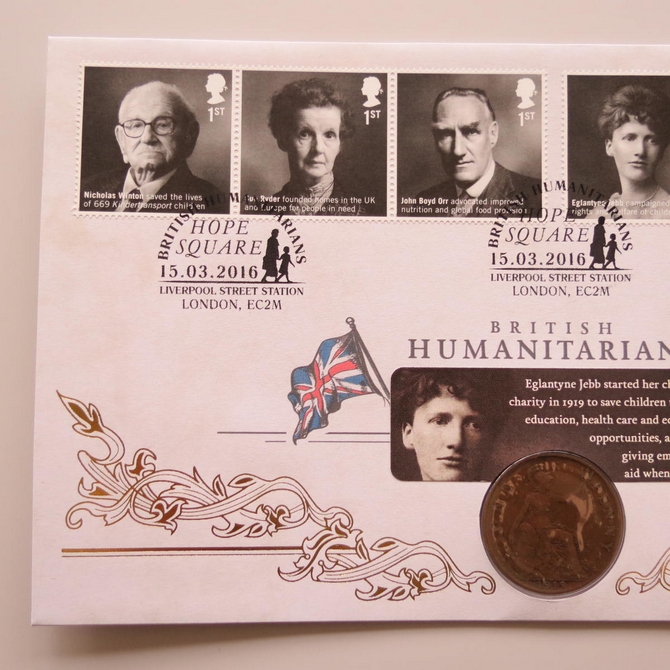 1ST
Nicholas Winton saved the lives
of 669 Kindertransport children
1ST
Ryder founded homes in the UK
and Europe for people in need
1ST
John Boyd Orr advocated improved
nutrition and global food provision
Eglantyne Jebb campaigned
rights and welfare of
BRITISH HUMANITARIANS
HOPE
SQUARE
15.03.2016
LIVERPOOL STREET STATION
LONDON, EC2M
BRITISH HUMANITARIANS
HOPE
SQUARE
15.03.2016
LIVERPOOL STREET STATION
LONDON, EC2M
BRITISH
HUMANITARIAN
Eglantyne Jebb started her
charity in 1919 to save children
education, health care and
opportunities,
giving
aid when